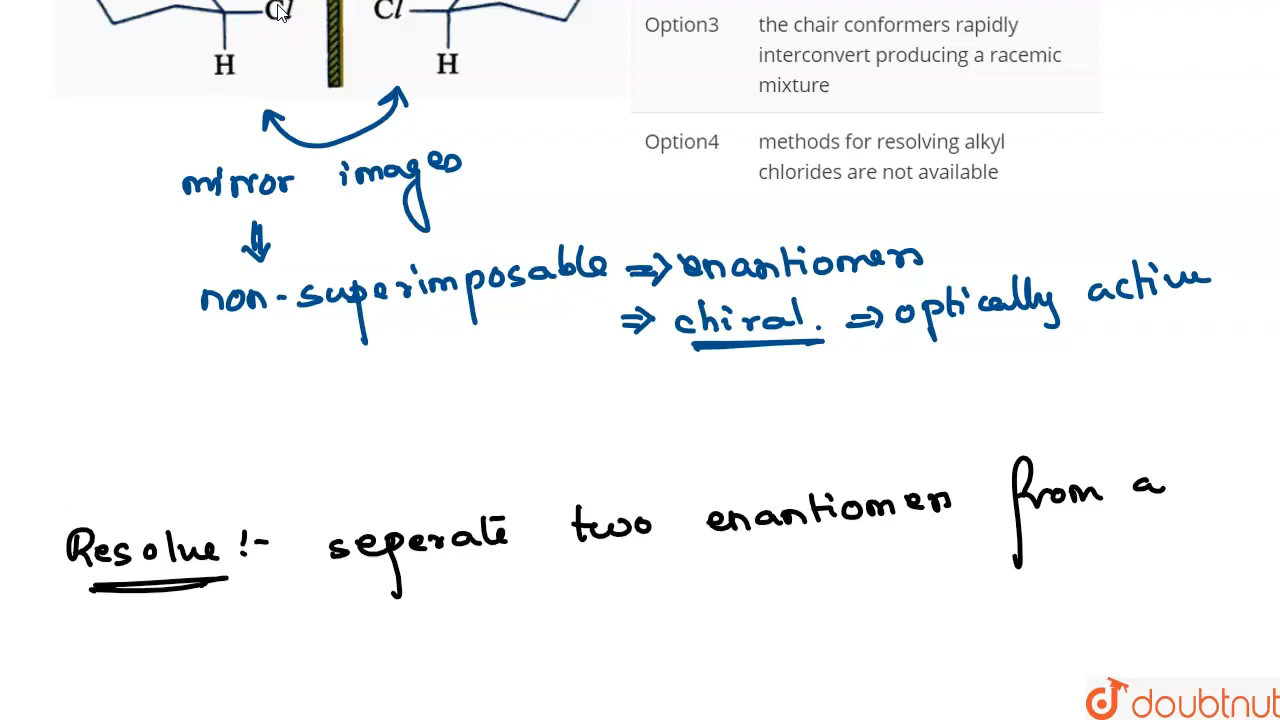 Cl Cl
H H
Option3 the chair conformers rapidly
interconvert producing a racemic
mixture
Option4 methods for resolving alkyl
chlorides are not available
mirror images
⇓
non-superimposable ⇒ enantiomers
⇒ chiral. ⇒ optically active
Resolve :- seperate two enantiomers from a
doubtnut